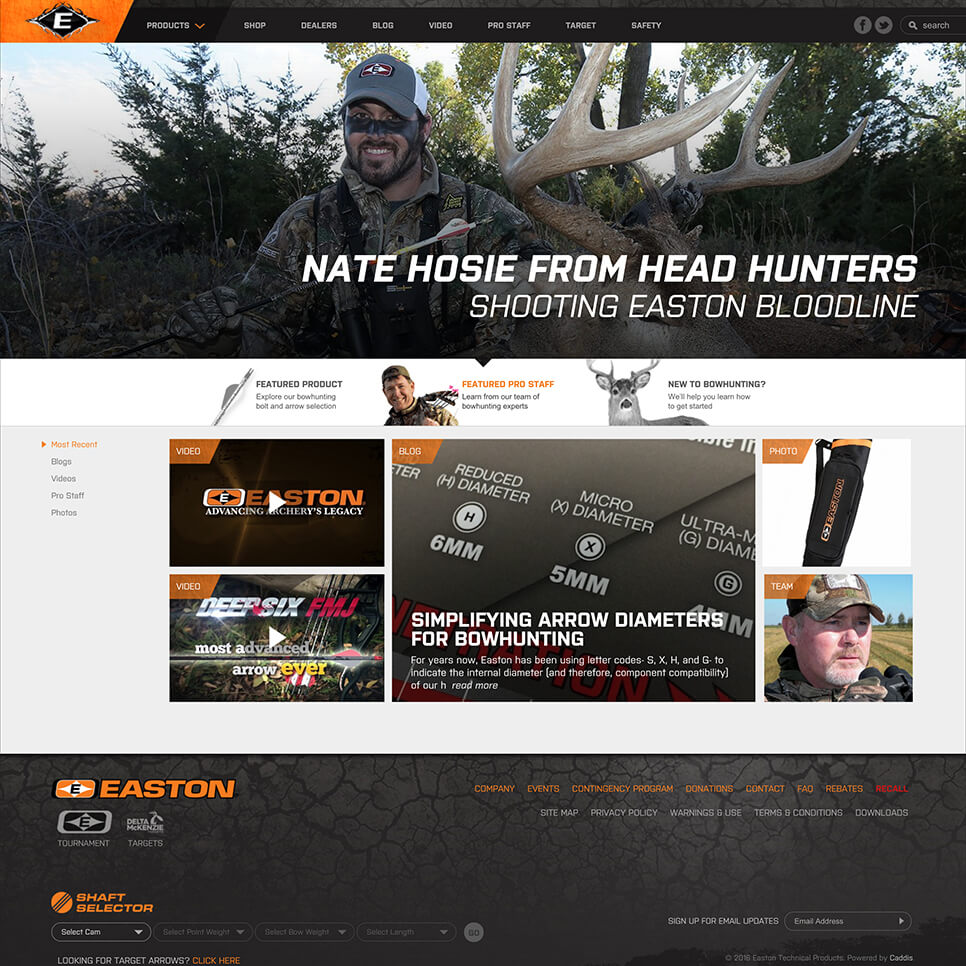 E
PRODUCTS SHOP DEALERS BLOG VIDEO PRO STAFF TARGET SAFETY search
NATE HOSIE FROM HEAD HUNTERS
SHOOTING EASTON BLOODLINE
FEATURED PRODUCT
Explore our bowhunting
bolt and arrow selection
FEATURED PRO STAFF
Learn from our team of
bowhunting experts
NEW TO BOWHUNTING?
We'll help you learn how
to get started
Most Recent
Blogs
Videos
Pro Staff
Photos
VIDEO
E EASTON
ADVANCING ARCHERY'S LEGACY
VIDEO
DEEP SIX FMJ
most advanced
arrow ever
BLOG
METER
REDUCED
(H) DIAMETER
H
6MM
MICRO
(X) DIAMETER
X
5MM
ULTRA-M
(G) DIAME
G
4MM
SIMPLIFYING ARROW DIAMETERS
FOR BOWHUNTING
For years now, Easton has been using letter codes- S, X, H, and G- to
indicate the internal diameter (and therefore, component compatibility)
of our h read more
PHOTO
EASTON
TEAM
E EASTON
E
TOURNAMENT
DELTA
McKENZIE
TARGETS
COMPANY EVENTS CONTINGENCY PROGRAM DONATIONS CONTACT FAQ REBATES RECALL
SITE MAP PRIVACY POLICY WARNINGS & USE TERMS & CONDITIONS DOWNLOADS
SHAFT
SELECTOR
Select Cam Select Point Weight Select Bow Weight Select Length GO
SIGN UP FOR EMAIL UPDATES Email Address
LOOKING FOR TARGET ARROWS? CLICK HERE
© 2016 Easton Technical Products. Powered by Caddis